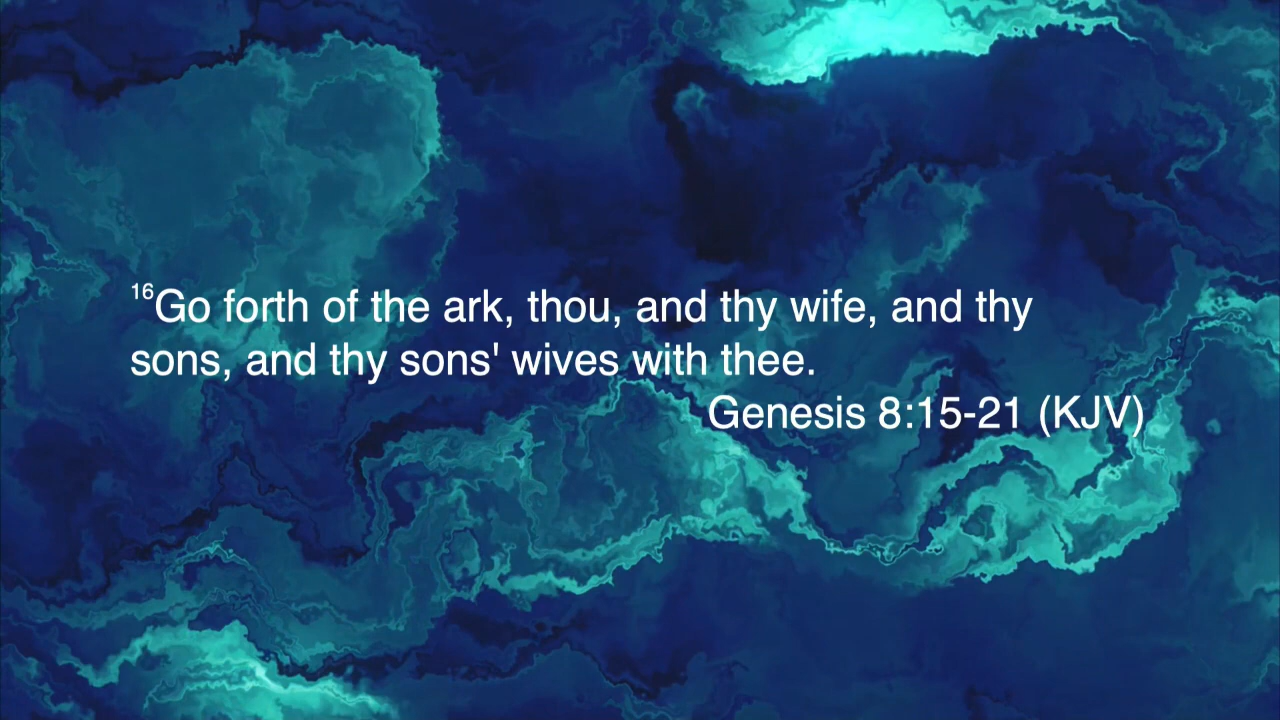 16Go forth of the ark, thou, and thy wife, and thy
sons, and thy sons' wives with thee.
Genesis 8:15-21 (KJV)